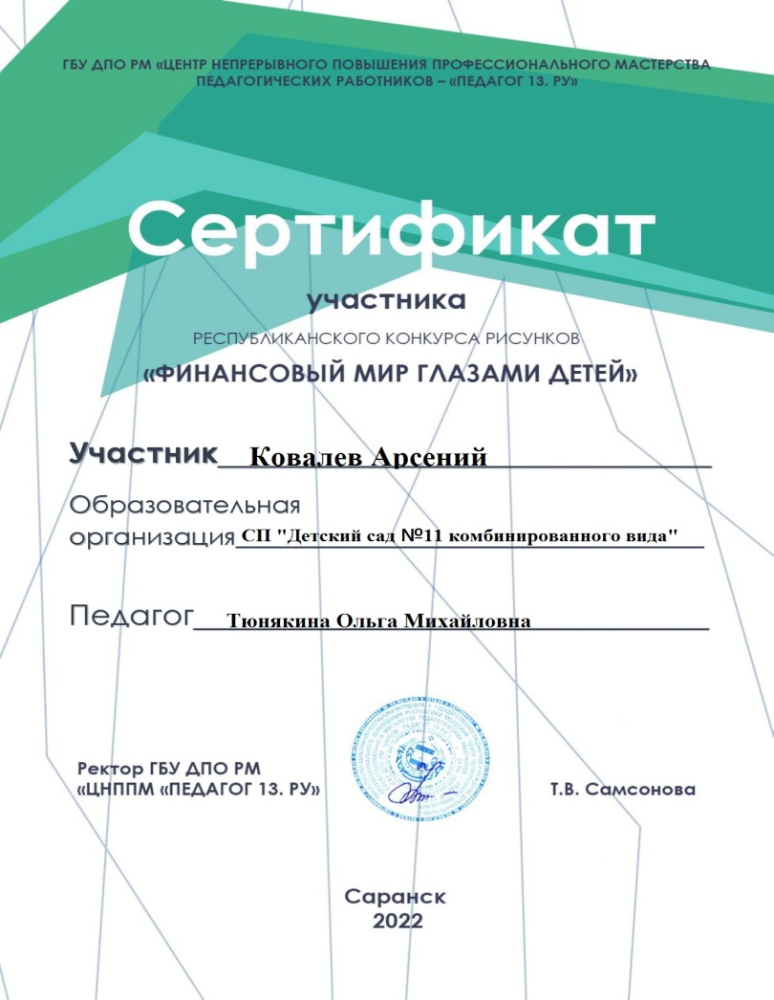 ГБУ ДПО РМ «ЦЕНТР НЕПРЕРЫВНОГО ПОВЫШЕНИЯ ПРОФЕССИОНАЛЬНОГО МАСТЕРСТВА
ПЕДАГОГИЧЕСКИХ РАБОТНИКОВ – «ПЕДАГОГ 13. РУ»
Сертификат
участника
РЕСПУБЛИКАНСКОГО КОНКУРСА РИСУНКОВ
«ФИНАНСОВЫЙ МИР ГЛАЗАМИ ДЕТЕЙ»
Участник Ковалев Арсений
Образовательная
организация СП "Детский сад №11 комбинированного вида"
Педагог Тюнякина Ольга Михайловна
Ректор ГБУ ДПО РМ
«ЦНППМ «ПЕДАГОГ 13. РУ»
Т.В. Самсонова
Саранск
2022